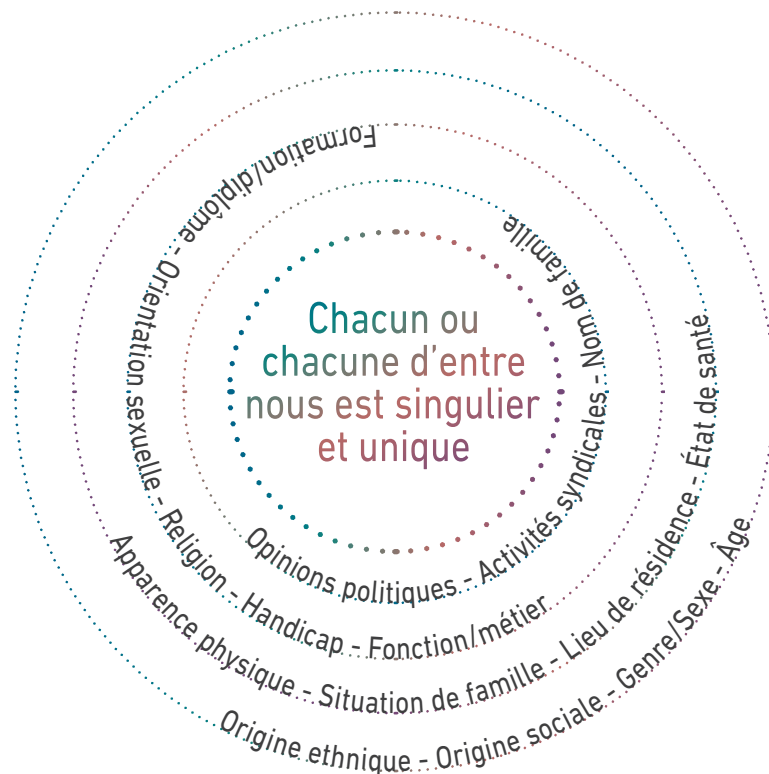 Chacun ou
chacune d'entre
nous est singulier
et unique
Opinions politiques - Activités syndicales - Nom de famille
Formation/diplôme - Orientation sexuelle - Religion - Handicap - Fonction/métier
Apparence physique - Situation de famille - Lieu de résidence - État de santé
Origine ethnique - Origine sociale - Genre/Sexe - Âge